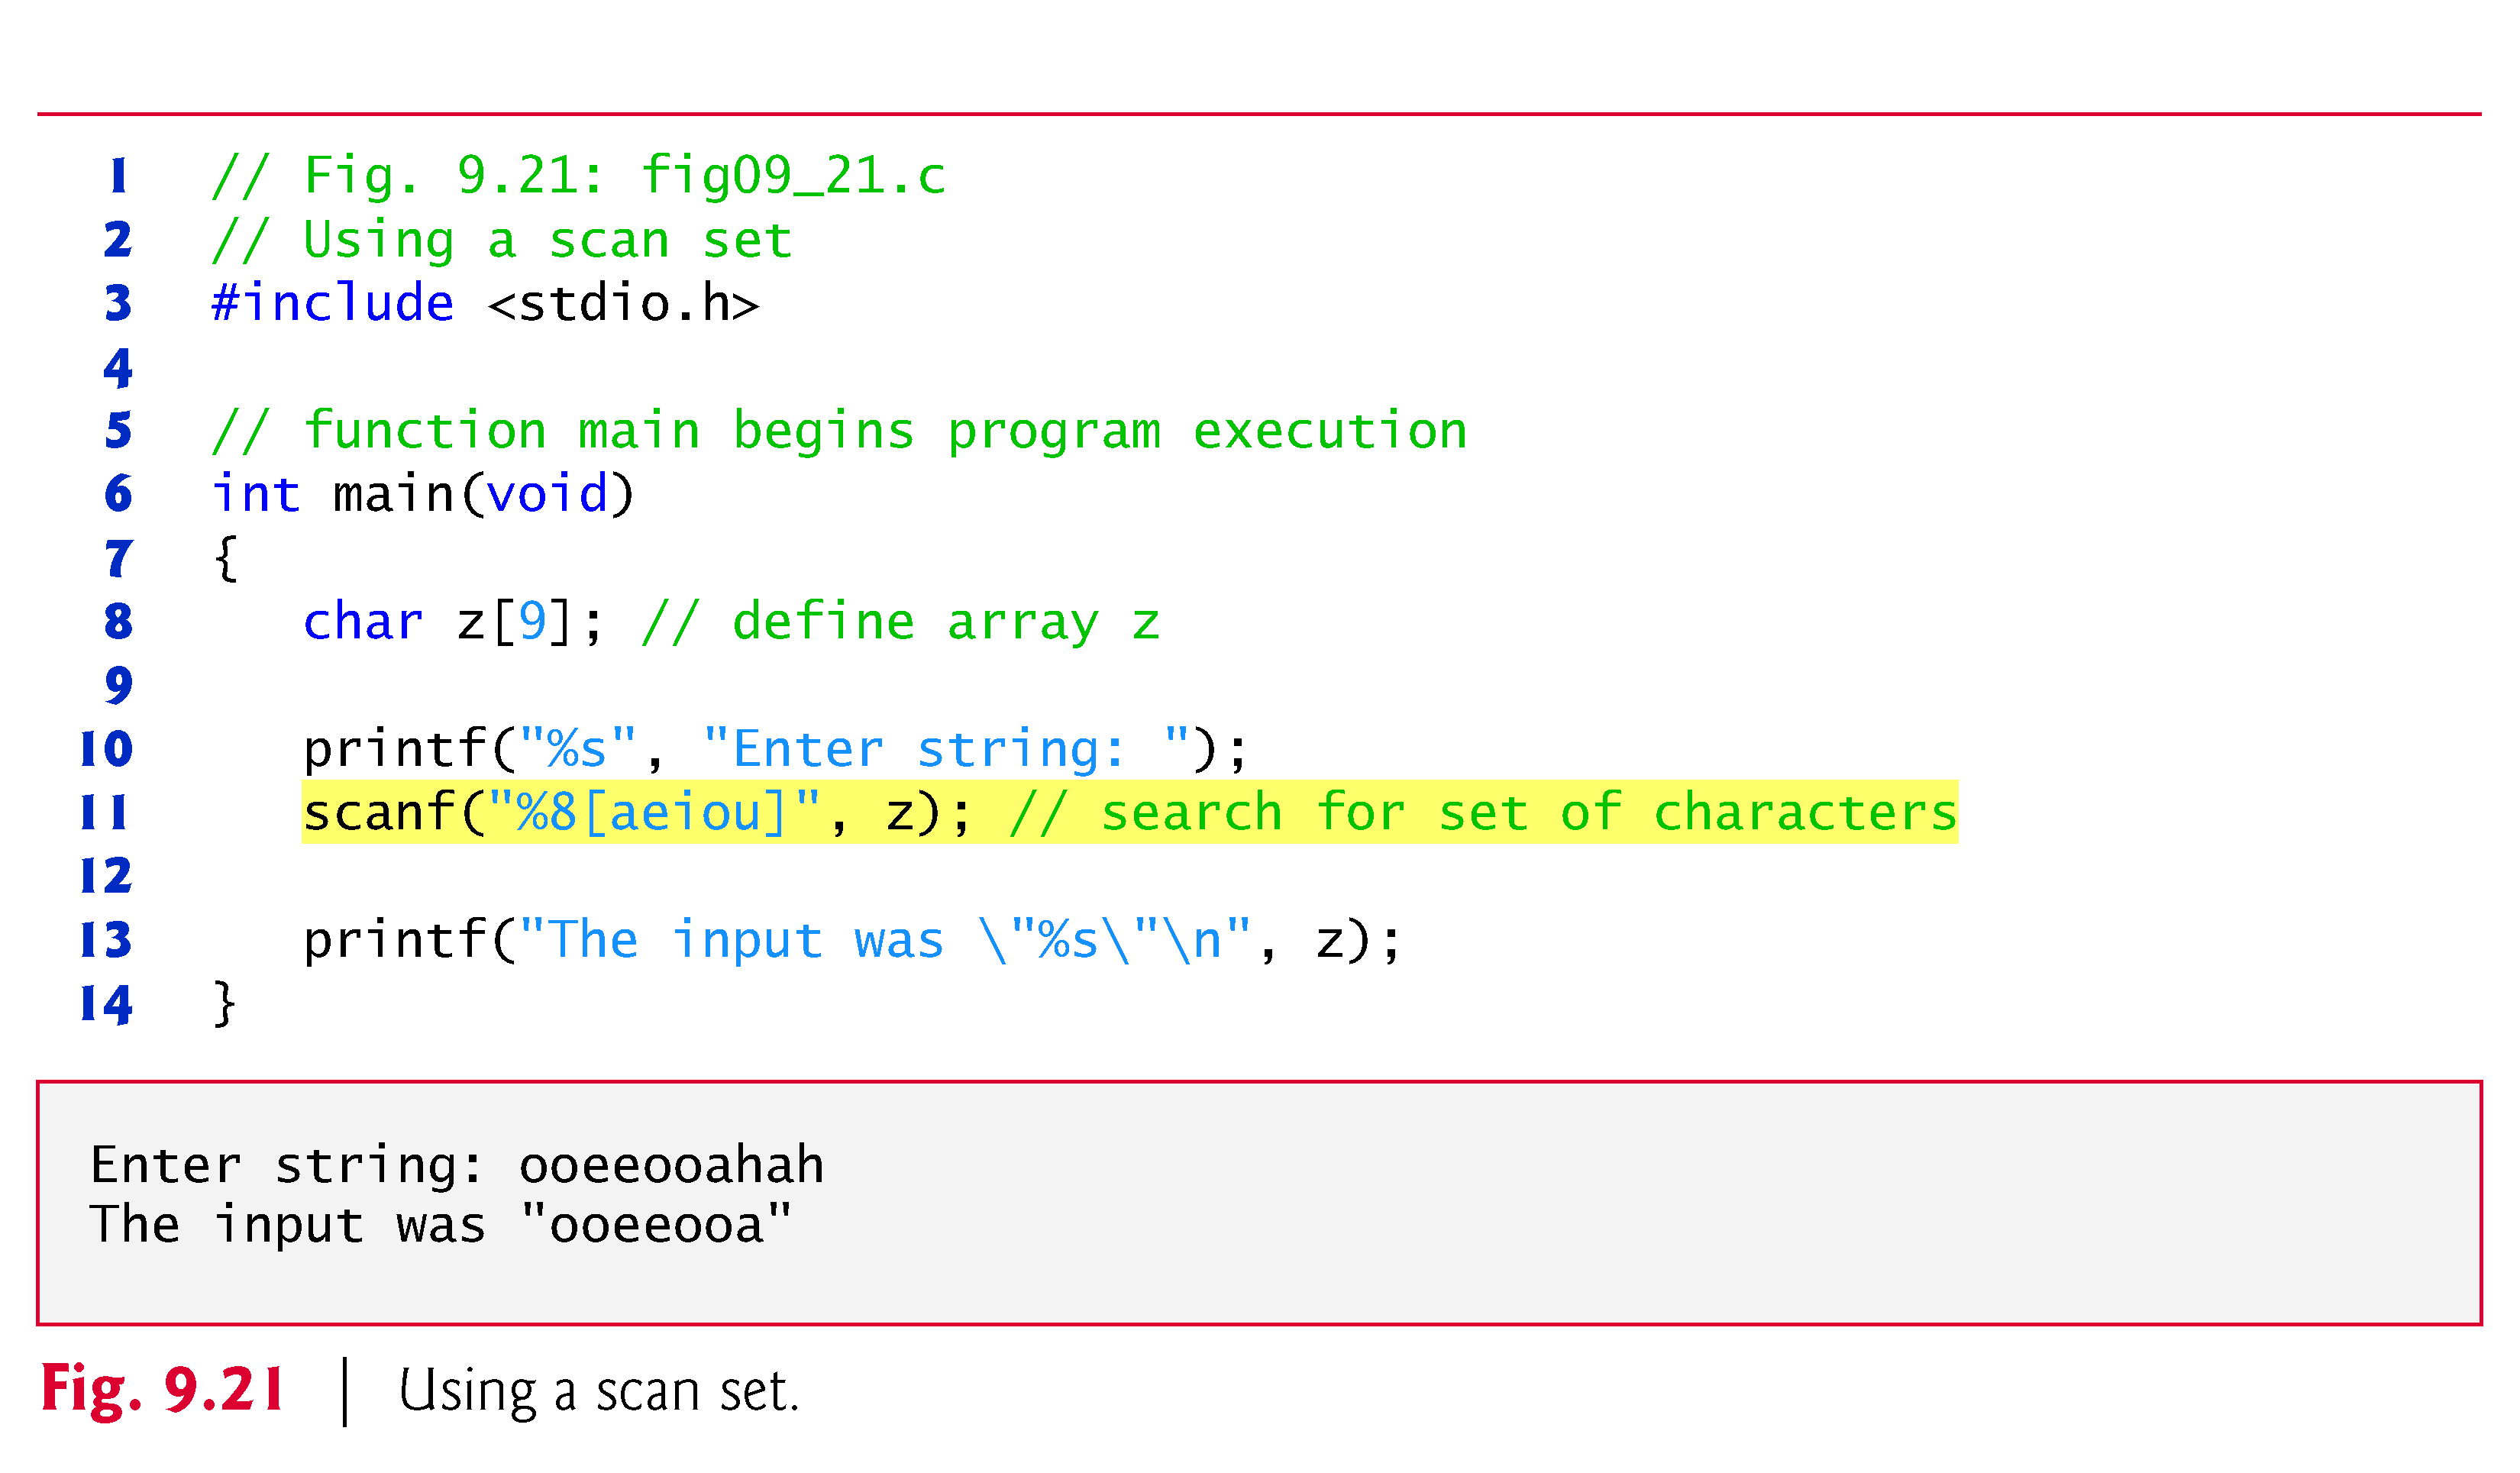 1 // Fig. 9.21: fig09_21.c
2 // Using a scan set
3 #include <stdio.h>
4
5 // function main begins program execution
6 int main(void)
7 {
8    char z[9]; // define array z
9
10    printf("%s", "Enter string: ");
11    scanf("%8[aeiou]", z); // search for set of characters
12
13    printf("The input was \"%s\"\n", z);
14 }
Enter string: ooeeooahah
The input was "ooeeooa"
Fig. 9.21 | Using a scan set.